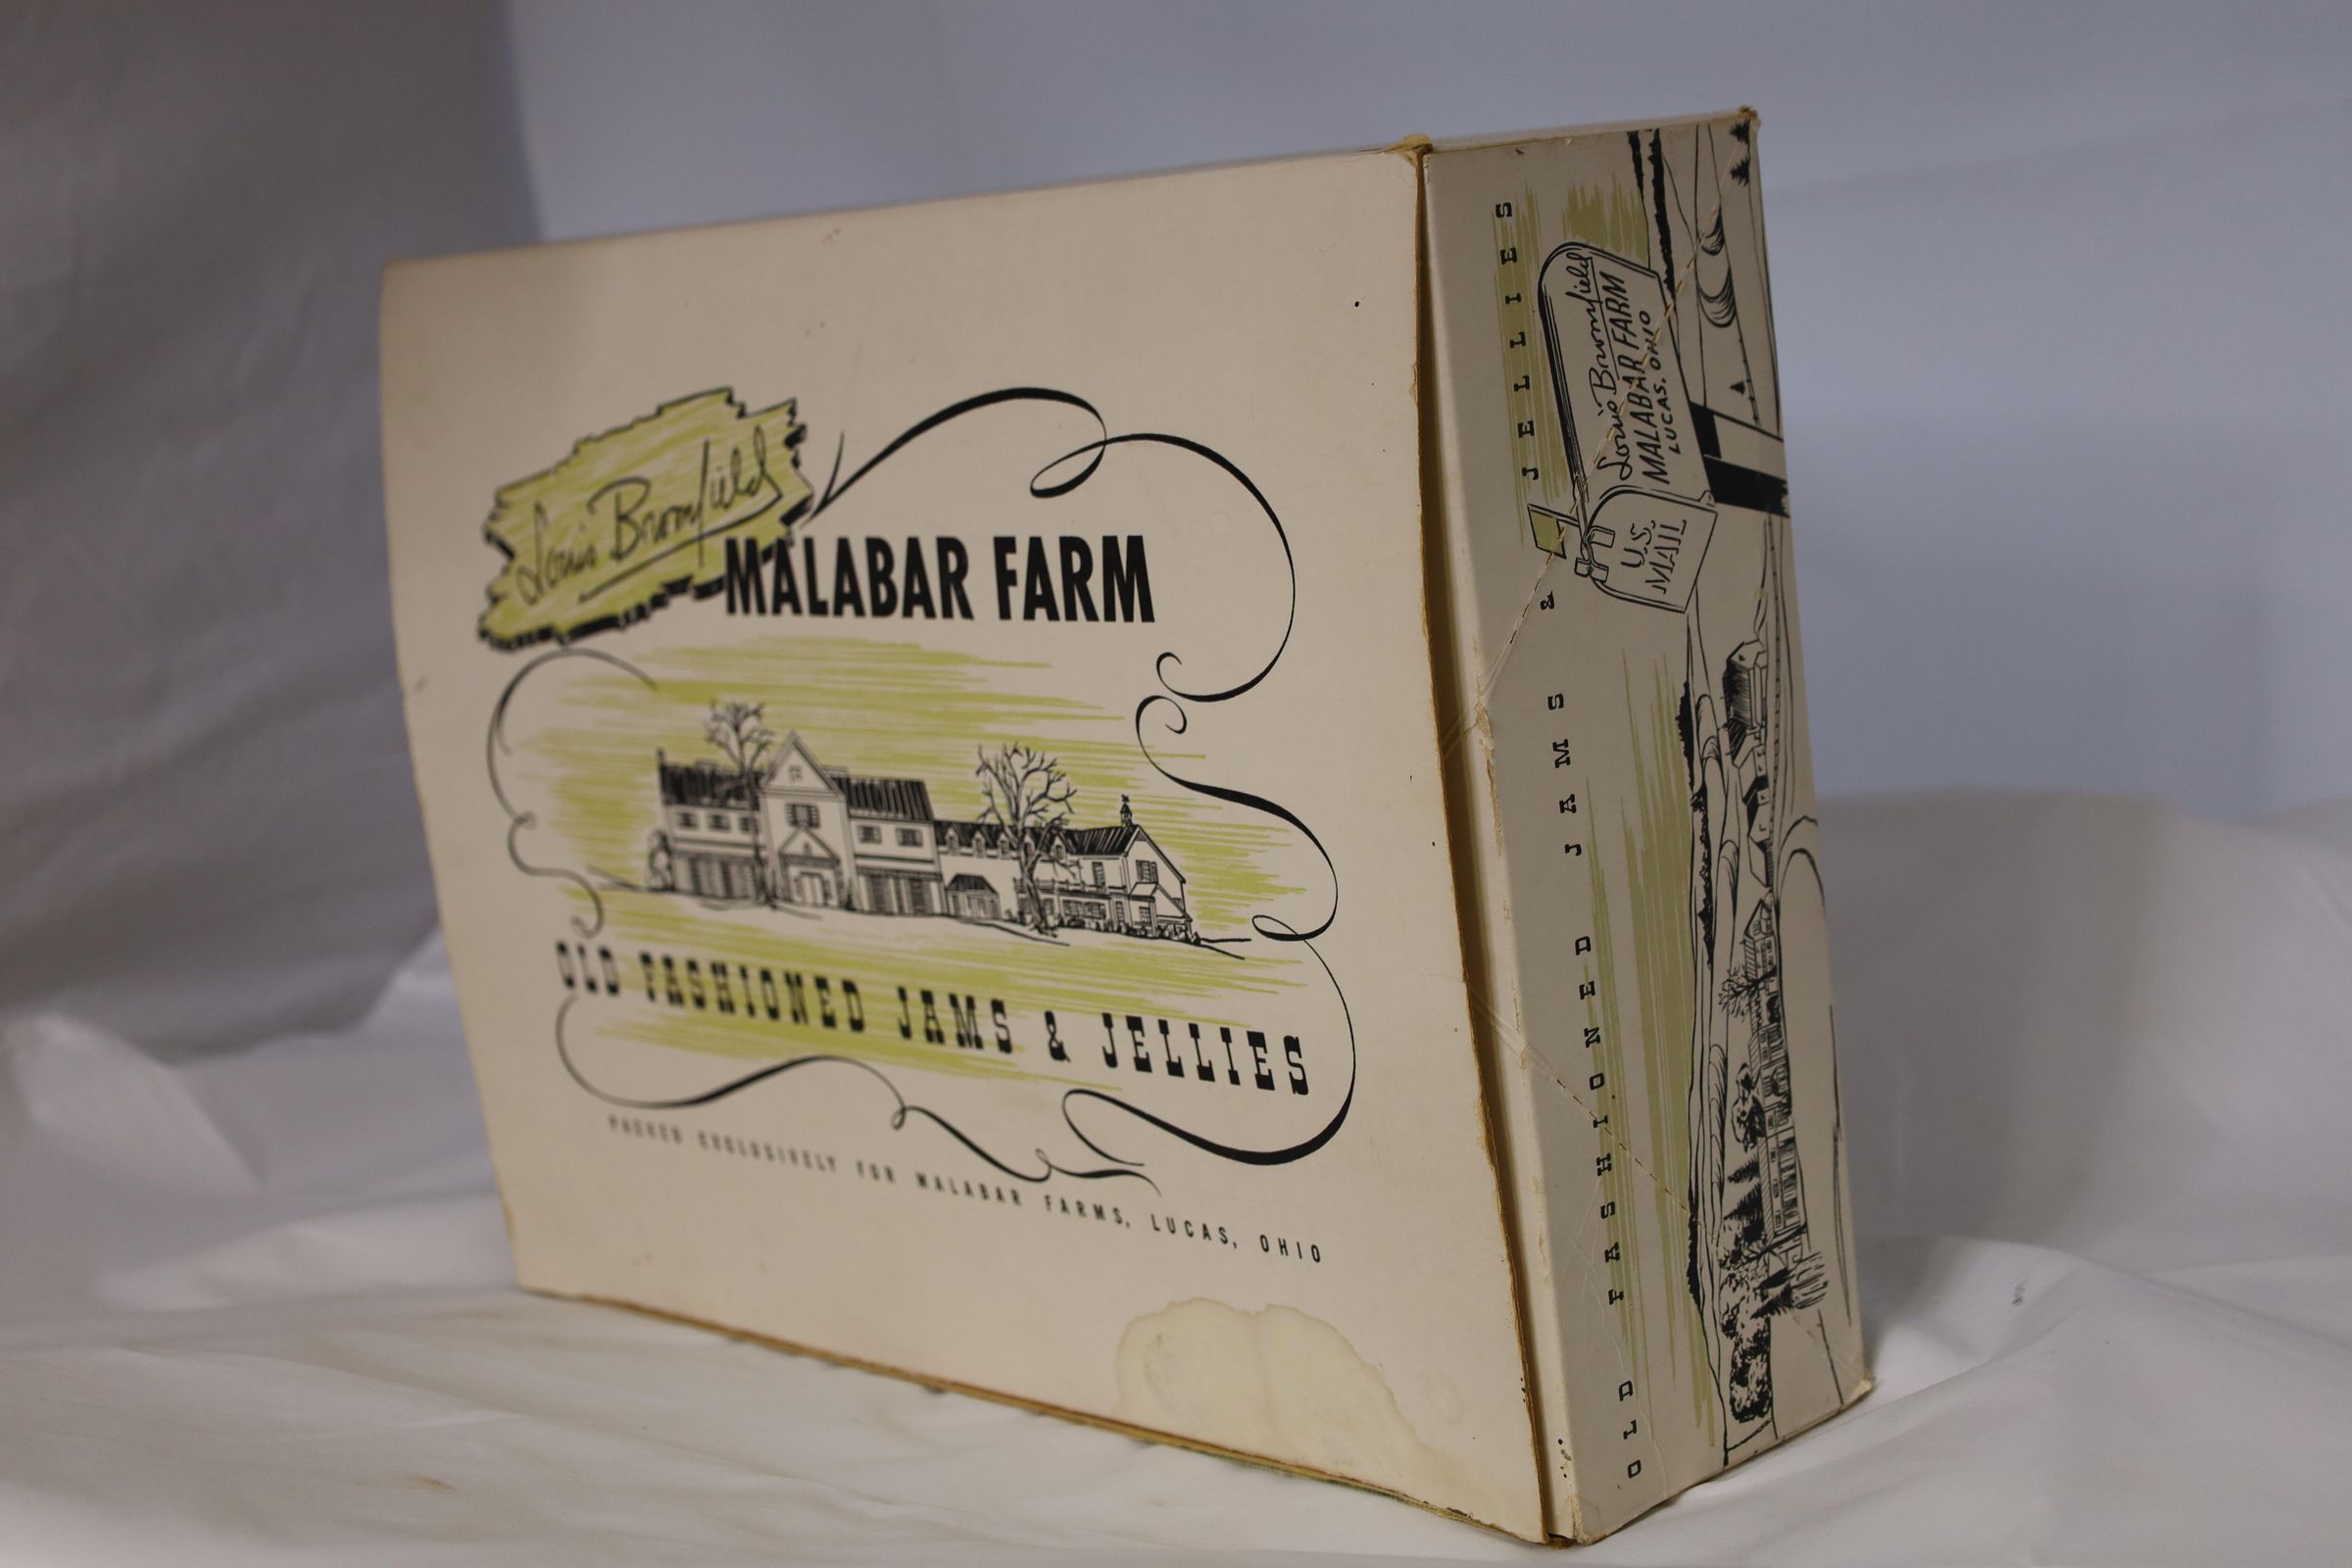 Louis Bromfield
MALABAR FARM
OLD FASHIONED JAMS & JELLIES
PACKED EXCLUSIVELY FOR MALABAR FARMS, LUCAS, OHIO
OLD FASHIONED JAMS & JELLIES
Louis Bromfield
MALABAR FARM
LUCAS, OHIO
U.S.
MAIL